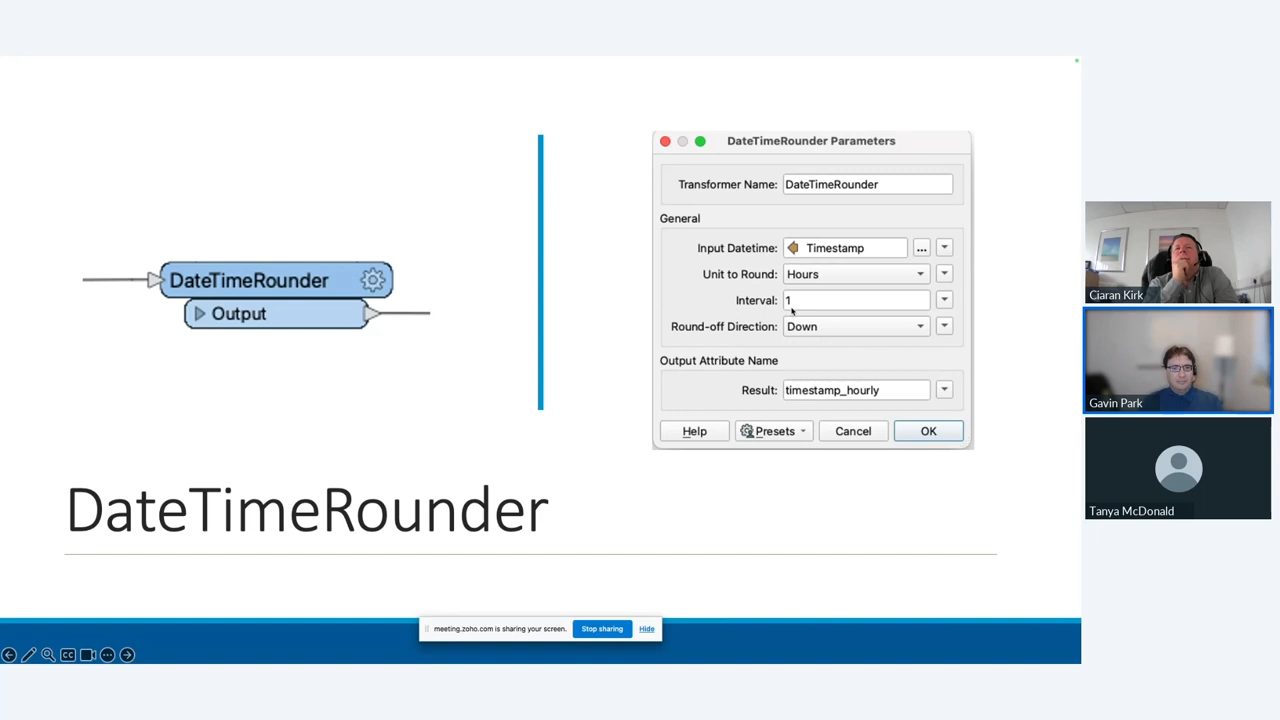 DateTimeRounder
Output
DateTimeRounder
DateTimeRounder Parameters
Transformer Name: DateTimeRounder
General
Input Datetime: Timestamp ...
Unit to Round: Hours
Interval: 1
Round-off Direction: Down
Output Attribute Name
Result: timestamp_hourly
Help Presets Cancel OK
meeting.zoho.com is sharing your screen. Stop sharing Hide
CC
Ciaran Kirk
Gavin Park
Tanya McDonald